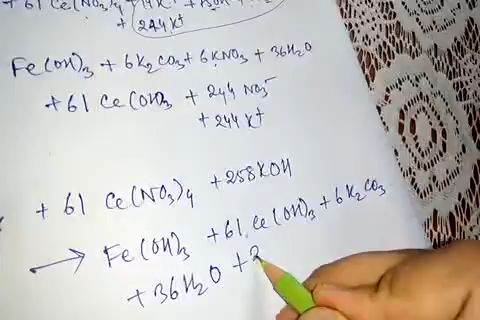 + 61 Ce(NO3)4 +
+ 244 K+
Fe(OH)3 + 6K2CO3 + 6KNO3 + 36H2O
+ 61 Ce(OH)3 + 244 NO3-
+ 244 K+
+ 61 Ce(NO3)4 + 258KOH
→ Fe(OH)3 + 61 Ce(OH)3 + 6K2CO3
+ 36H2O +